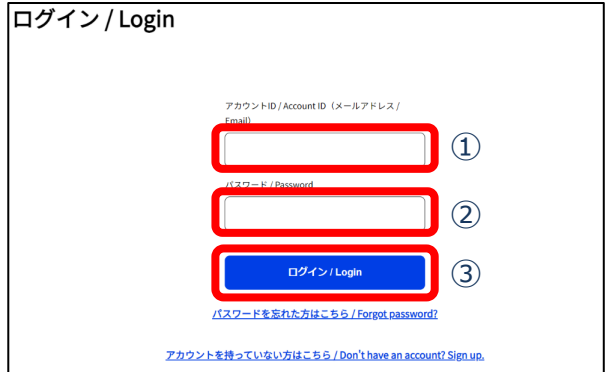 ログイン / Login
アカウントID / Account ID（メールアドレス /
Email）
①
パスワード / Password
②
ログイン / Login
③
パスワードを忘れた方はこちら / Forgot password?
アカウントを持っていない方はこちら / Don't have an account? Sign up.